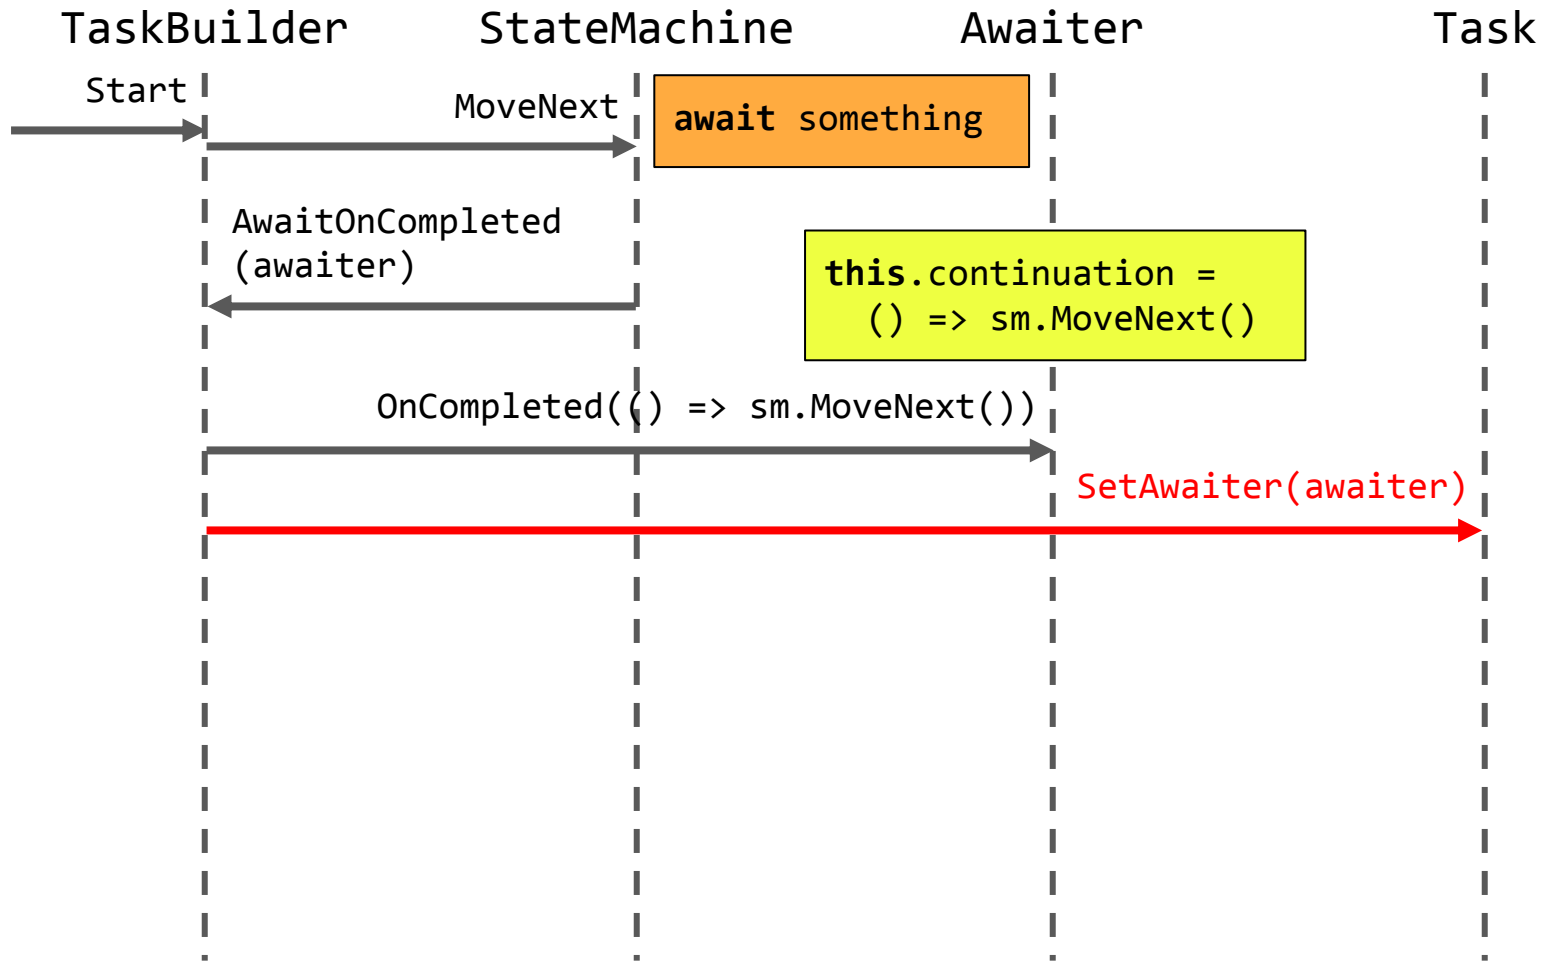 TaskBuilder
StateMachine
Awaiter
Task
Start
MoveNext
await something
AwaitOnCompleted
(awaiter)
this.continuation =
() => sm.MoveNext()
OnCompleted(() => sm.MoveNext())
SetAwaiter(awaiter)